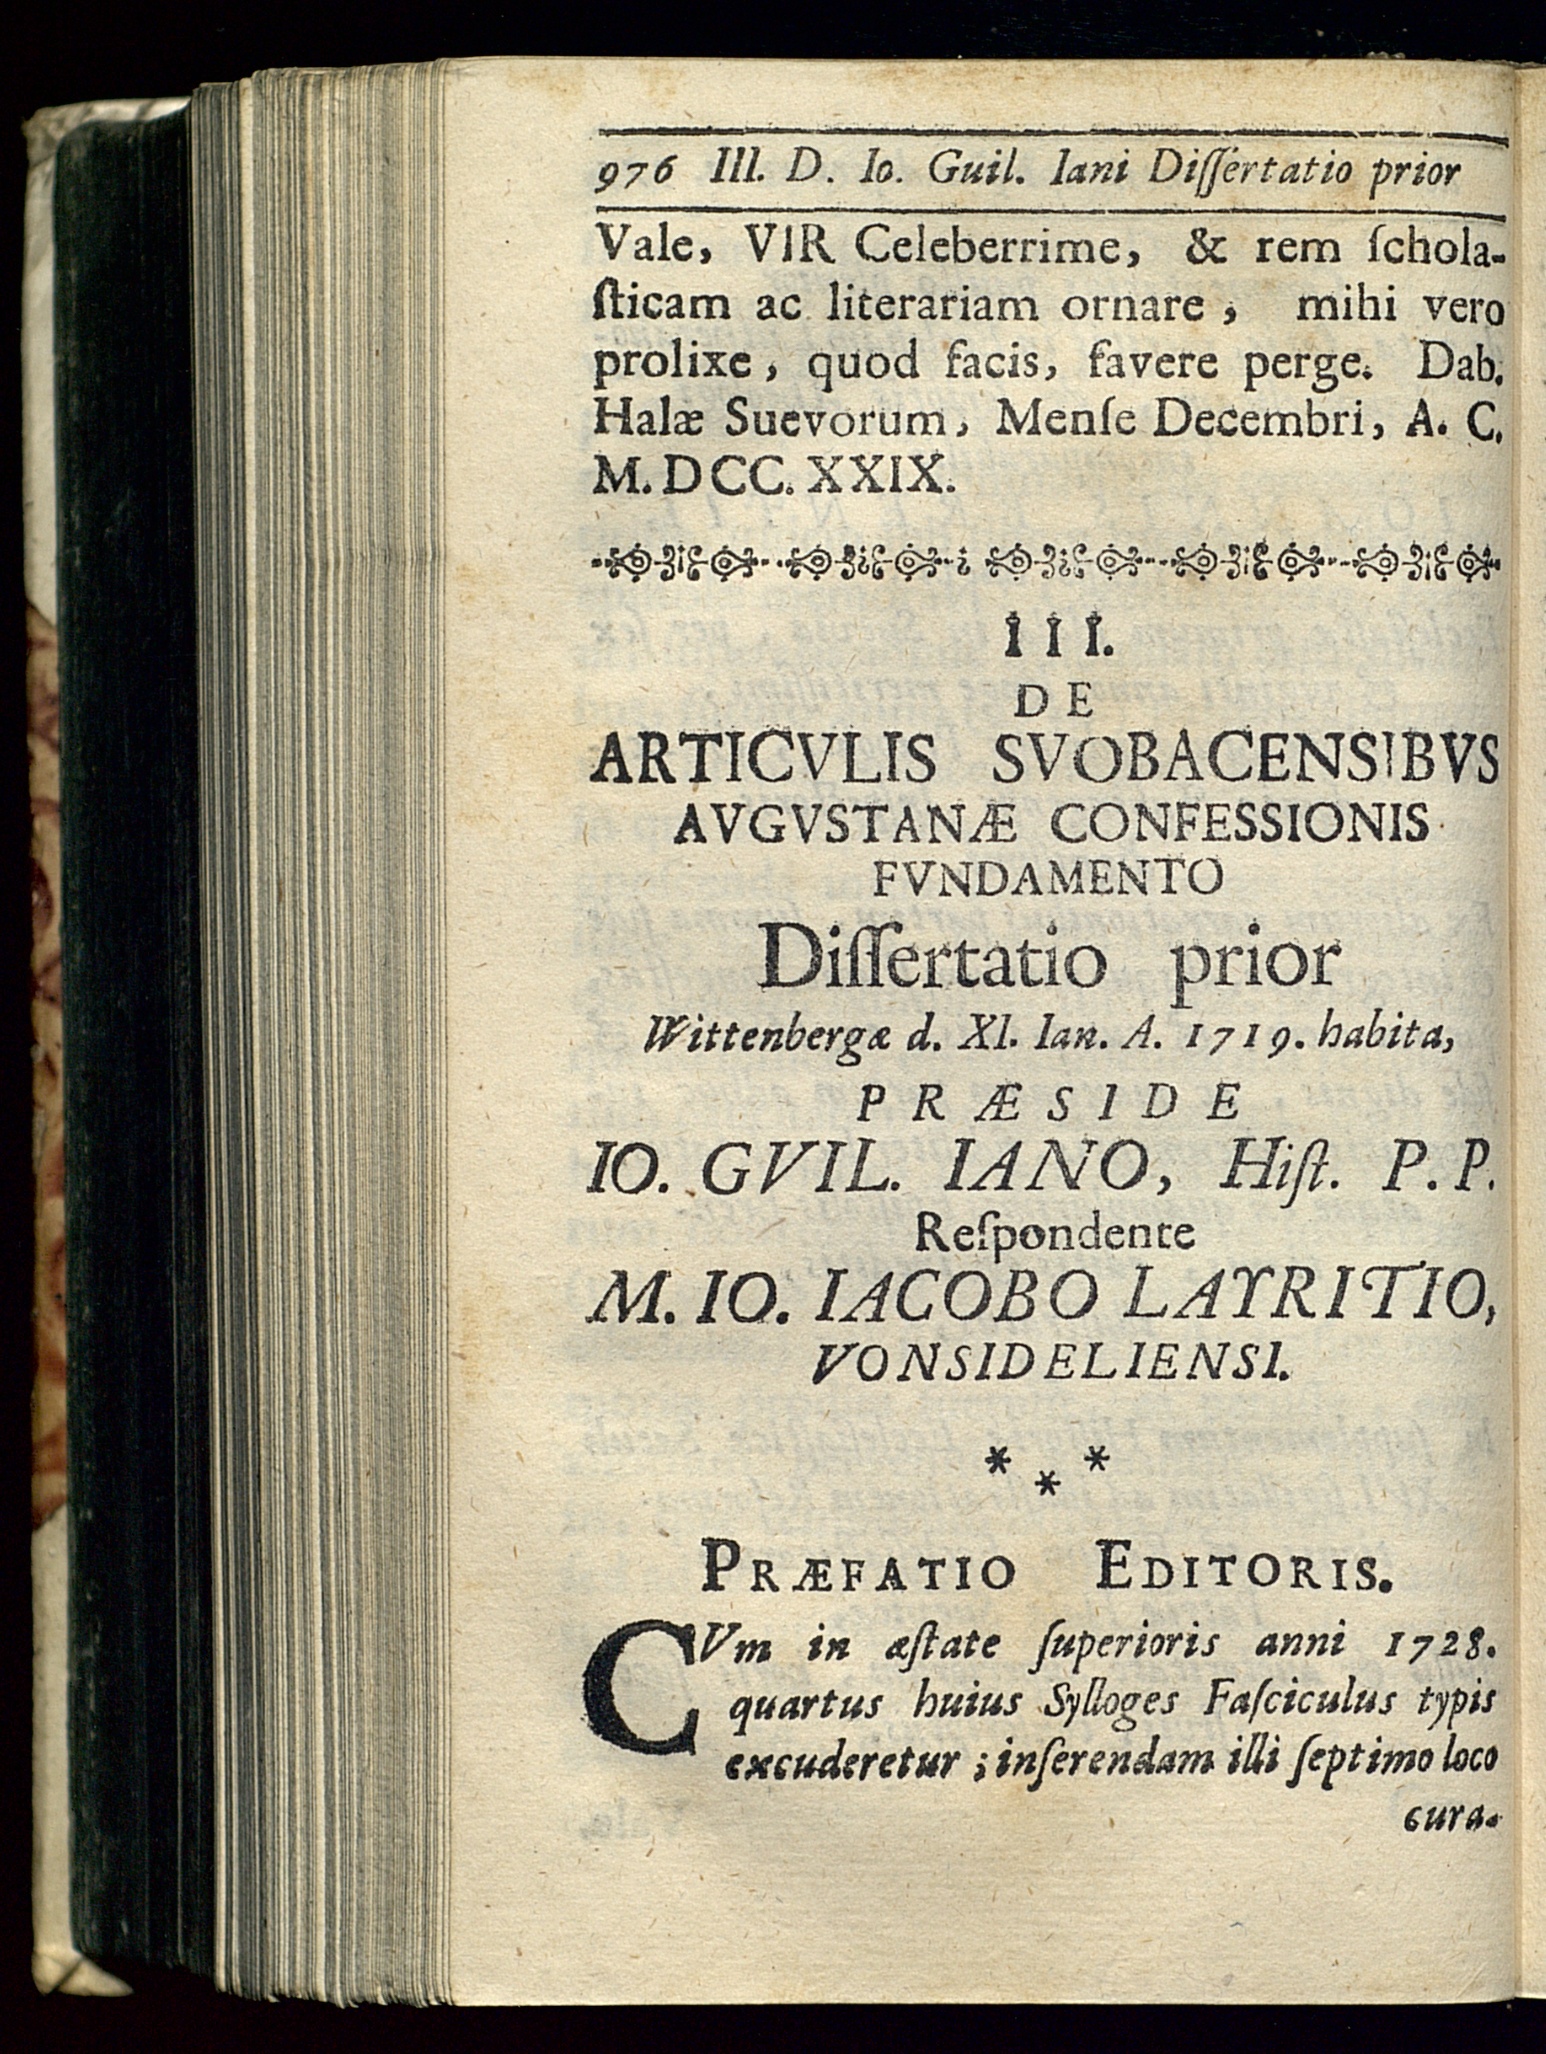 976 III. D. Io. Guil. Iani Diſſertatio prior
Vale, VIR Celeberrime, & rem ſchola-
ſticam ac literariam ornare, mihi vero
prolixe, quod facis, favere perge. Dab.
Halæ Suevorum, Menſe Decembri, A. C.
M. DCC. XXIX.
III.
DE
ARTICVLIS SVOBACENSIBVS
AVGVSTANÆ CONFESSIONIS
FVNDAMENTO
Diſſertatio prior
Wittenbergæ d. XI. Ian. A. 1719. habita,
PRÆSIDE
IO. GVIL. IANO, Hiſt. P. P.
Reſpondente
M. IO. IACOBO LAYRITIO,
VONSIDELIENSI.
* * *
PRÆFATIO EDITORIS.
CVm in æſtate ſuperioris anni 1728.
quartus huius Sylloges Faſciculus typis
excuderetur; inſerendam illi ſeptimo loco
cura-